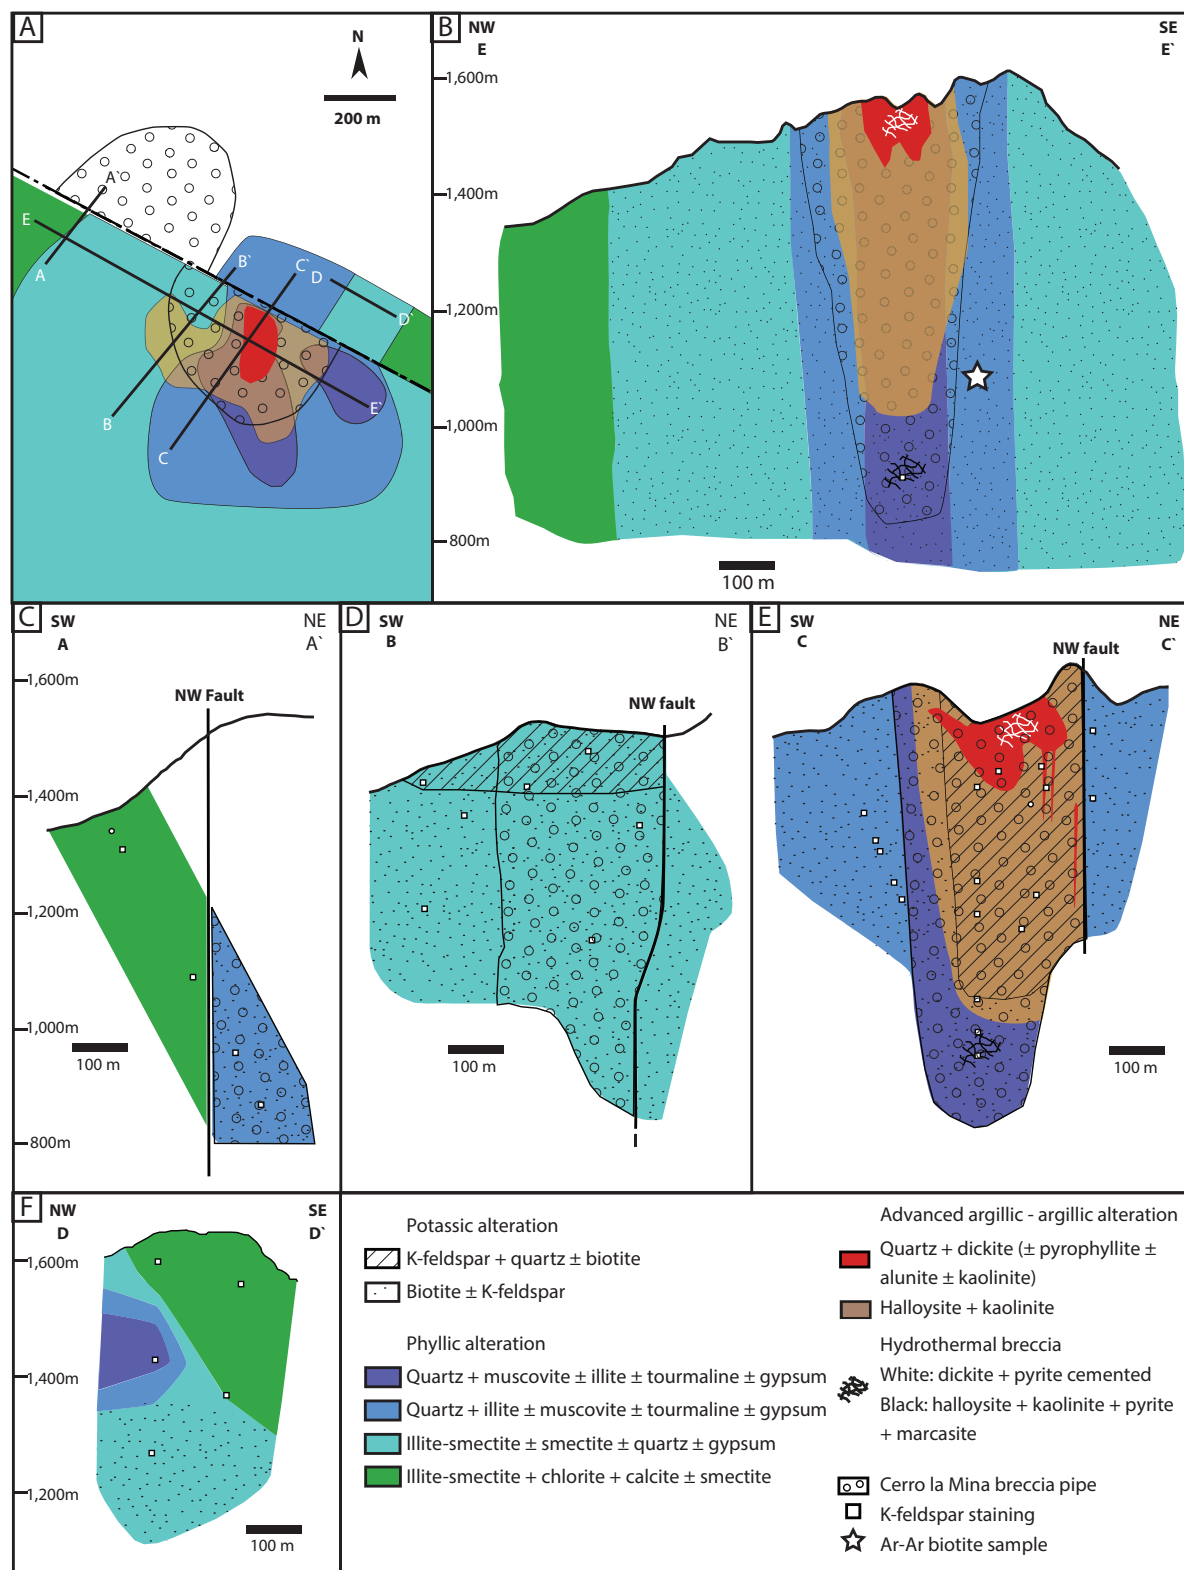 A
N
200 m
A`
E
A
B`
C`
D
D`
B
C
E`
B
NW
E
SE
E`
1,600m
1,400m
1,200m
1,000m
800m
100 m
C
SW
A
NE
A`
NW Fault
1,600m
1,400m
1,200m
1,000m
800m
100 m
D
SW
B
NE
B`
NW fault
100 m
E
SW
C
NE
C`
NW fault
100 m
F
NW
D
SE
D`
1,600m
1,400m
1,200m
100 m
Potassic alteration
K-feldspar + quartz ± biotite
Biotite ± K-feldspar
Phyllic alteration
Quartz + muscovite ± illite ± tourmaline ± gypsum
Quartz + illite ± muscovite ± tourmaline ± gypsum
Illite-smectite ± smectite ± quartz ± gypsum
Illite-smectite + chlorite + calcite ± smectite
Advanced argillic - argillic alteration
Quartz + dickite (± pyrophyllite ±
alunite ± kaolinite)
Halloysite + kaolinite
Hydrothermal breccia
White: dickite + pyrite cemented
Black: halloysite + kaolinite + pyrite
+ marcasite
Cerro la Mina breccia pipe
K-feldspar staining
Ar-Ar biotite sample